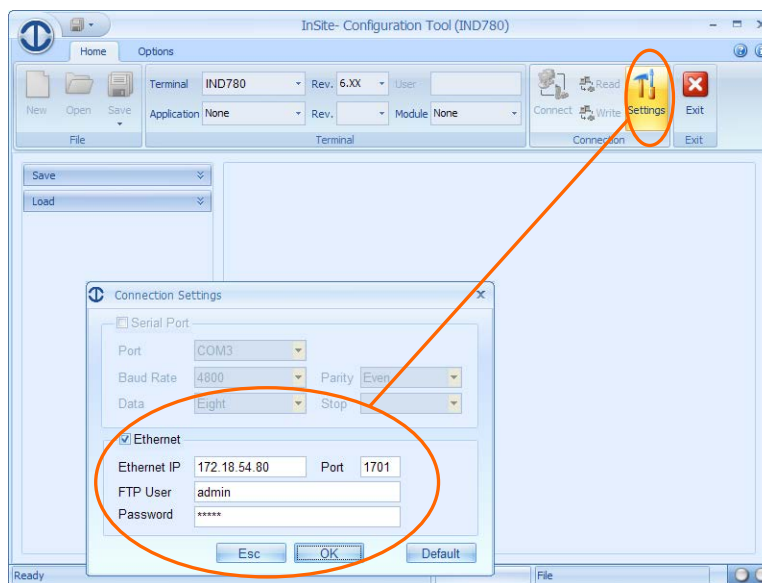 InSite- Configuration Tool (IND780)
Home Options
Terminal IND780 Rev. 6.XX User
New Open Save Application None Rev. Module None Connect Read Write Settings Exit
File Terminal Connection Exit
Save
Load
Connection Settings
Serial Port
Port COM3
Baud Rate 4800 Parity Even
Data Eight Stop
Ethernet
Ethernet IP 172.18.54.80 Port 1701
FTP User admin
Password *****
Esc OK Default
Ready File